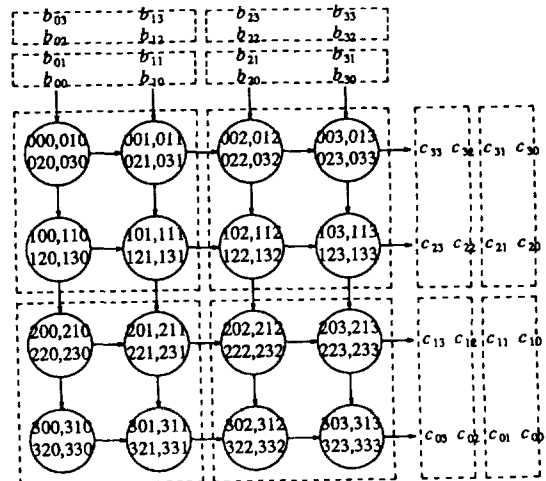 b03 b13 b23 b33
b02 b12 b22 b32
b01 b11 b21 b31
b00 b10 b20 b30
000,010 001,011 002,012 003,013
020,030 021,031 022,032 023,033
c33 c32 c31 c30
100,110 101,111 102,112 103,113
120,130 121,131 122,132 123,133
c23 c22 c21 c20
200,210 201,211 202,212 203,213
220,230 221,231 222,232 223,233
c13 c12 c11 c10
300,310 301,311 302,312 303,313
320,330 321,331 322,332 323,333
c03 c02 c01 c00